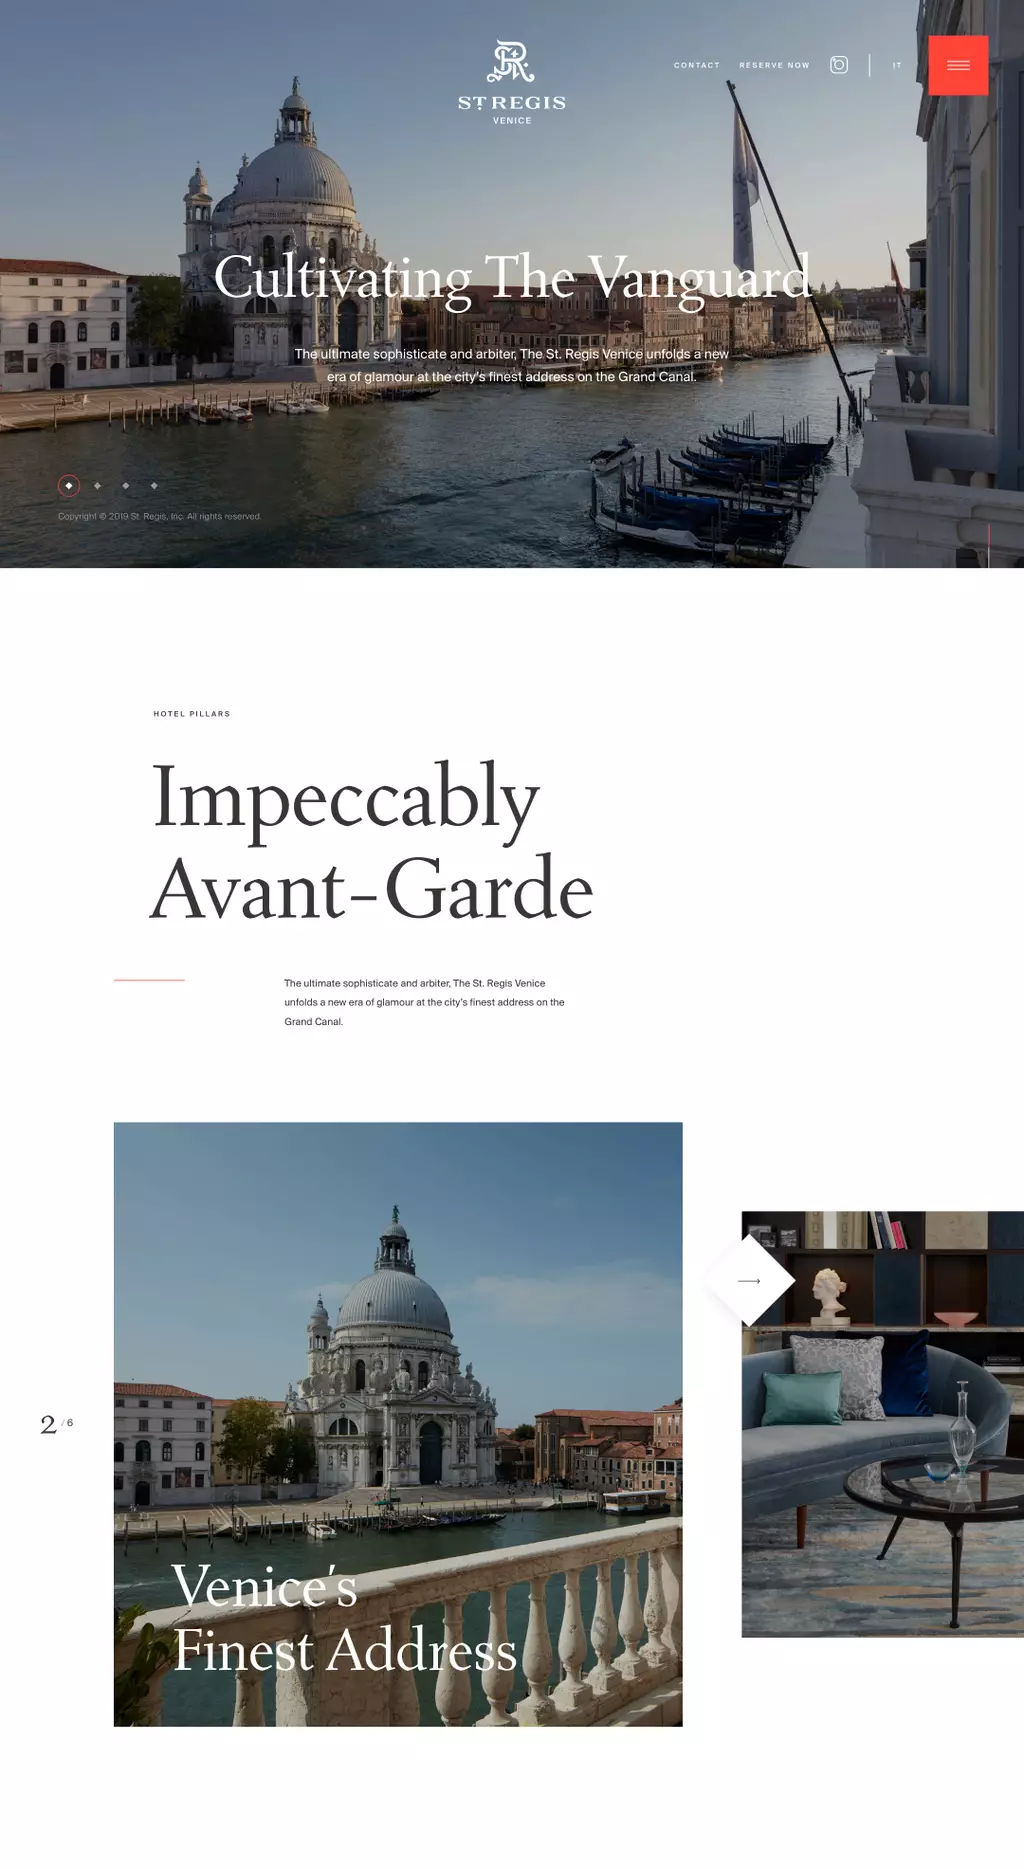 ST REGIS
VENICE
CONTACT
RESERVE NOW
IT
Cultivating The Vanguard
The ultimate sophisticate and arbiter, The St. Regis Venice unfolds a new
era of glamour at the city's finest address on the Grand Canal.
Copyright © 2019 St. Regis, Inc. All rights reserved.
HOTEL PILLARS
Impeccably
Avant-Garde
The ultimate sophisticate and arbiter, The St. Regis Venice
unfolds a new era of glamour at the city's finest address on the
Grand Canal.
2 / 6
Venice's
Finest Address